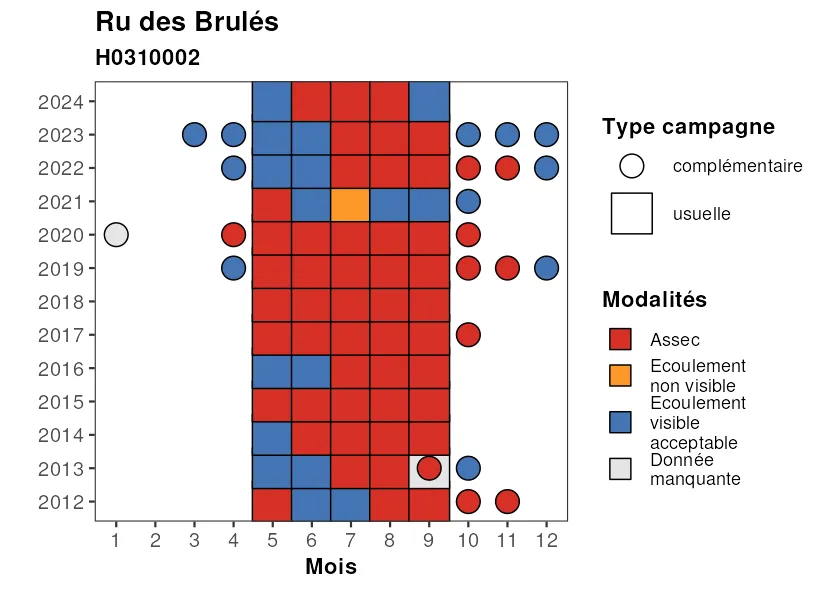 Ru des Brulés
H0310002
2024
2023
2022
2021
2020
2019
2018
2017
2016
2015
2014
2013
2012
1 2 3 4 5 6 7 8 9 10 11 12
Mois
Type campagne
complémentaire
usuelle
Modalités
Assec
Ecoulement
non visible
Ecoulement
visible
acceptable
Donnée
manquante